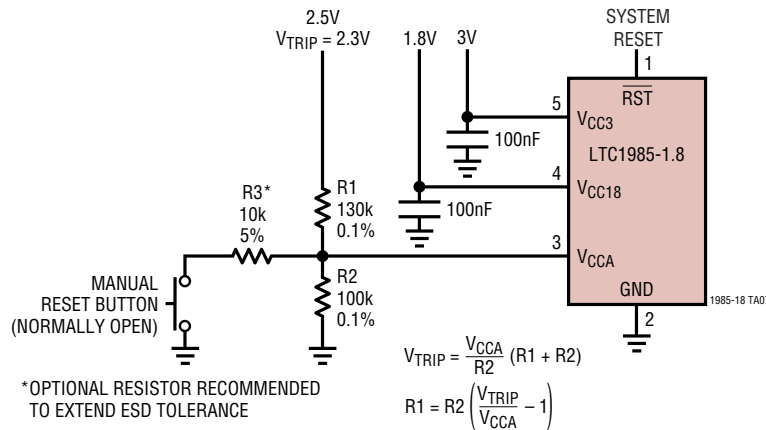 2.5V
V_TRIP = 2.3V
1.8V
3V
SYSTEM
RESET
1
RST
5
V_CC3
100nF
LTC1985-1.8
4
V_CC18
100nF
R3*
10k
5%
R1
130k
0.1%
3
V_CCA
MANUAL
RESET BUTTON
(NORMALLY OPEN)
R2
100k
0.1%
GND
2
1985-18 TA07
V_TRIP = V_CCA/R2 (R1 + R2)
R1 = R2 (V_TRIP/V_CCA – 1)
*OPTIONAL RESISTOR RECOMMENDED
TO EXTEND ESD TOLERANCE